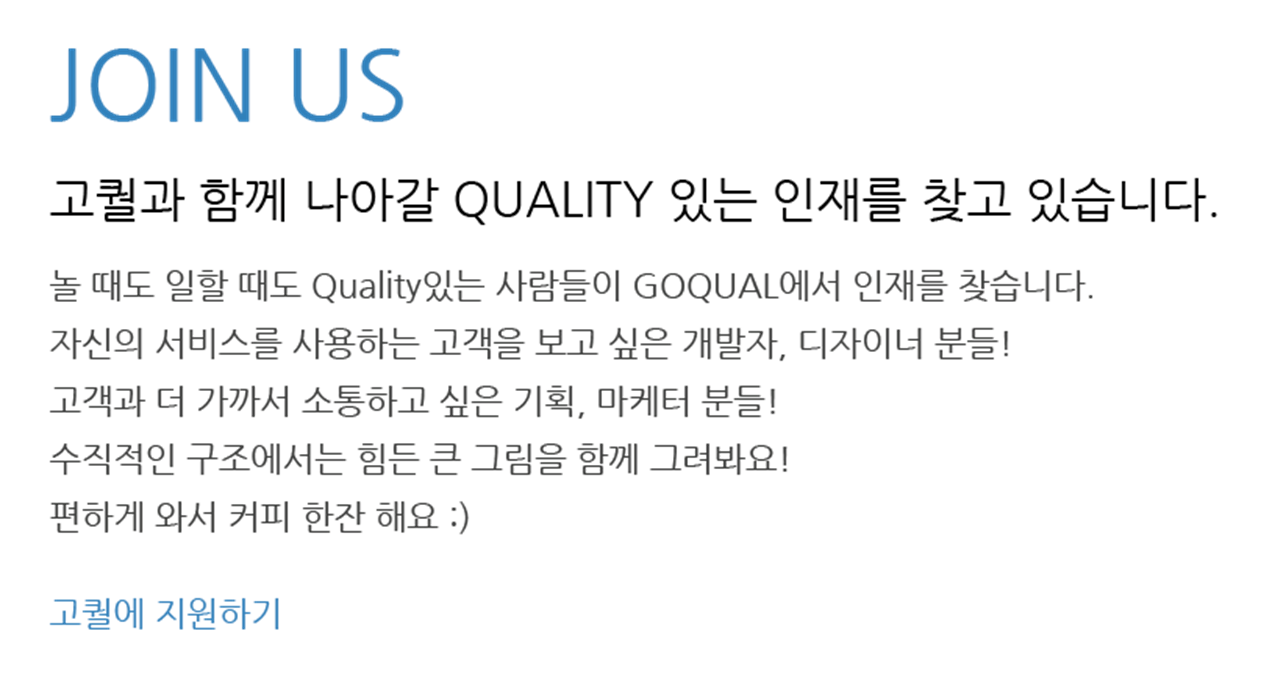 JOIN US
고퀄과 함께 나아갈 QUALITY 있는 인재를 찾고 있습니다.
놀 때도 일할 때도 Quality있는 사람들이 GOQUAL에서 인재를 찾습니다.
자신의 서비스를 사용하는 고객을 보고 싶은 개발자, 디자이너 분들!
고객과 더 가까서 소통하고 싶은 기획, 마케터 분들!
수직적인 구조에서는 힘든 큰 그림을 함께 그려봐요!
편하게 와서 커피 한잔 해요 :)
고퀄에 지원하기